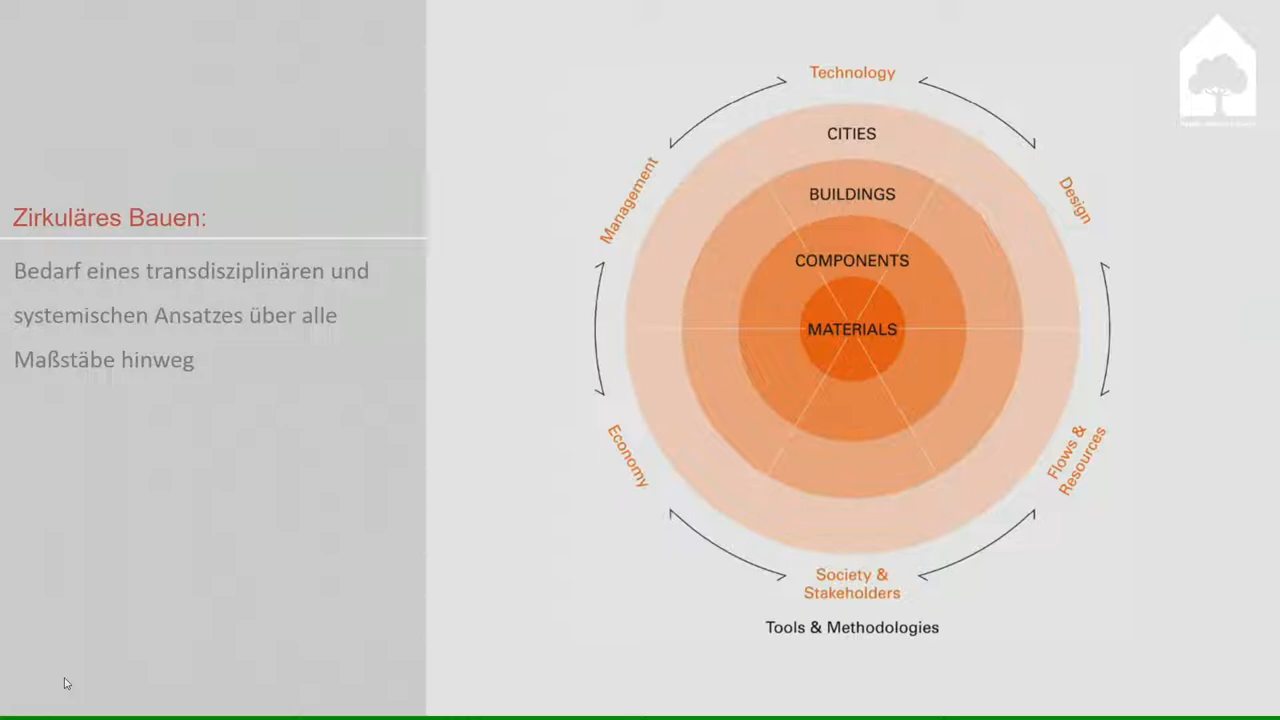 Zirkuläres Bauen:
Bedarf eines transdisziplinären und
systemischen Ansatzes über alle
Maßstäbe hinweg
Technology
Management
Design
CITIES
BUILDINGS
COMPONENTS
MATERIALS
Economy
Flows &
Resources
Society &
Stakeholders
Tools & Methodologies